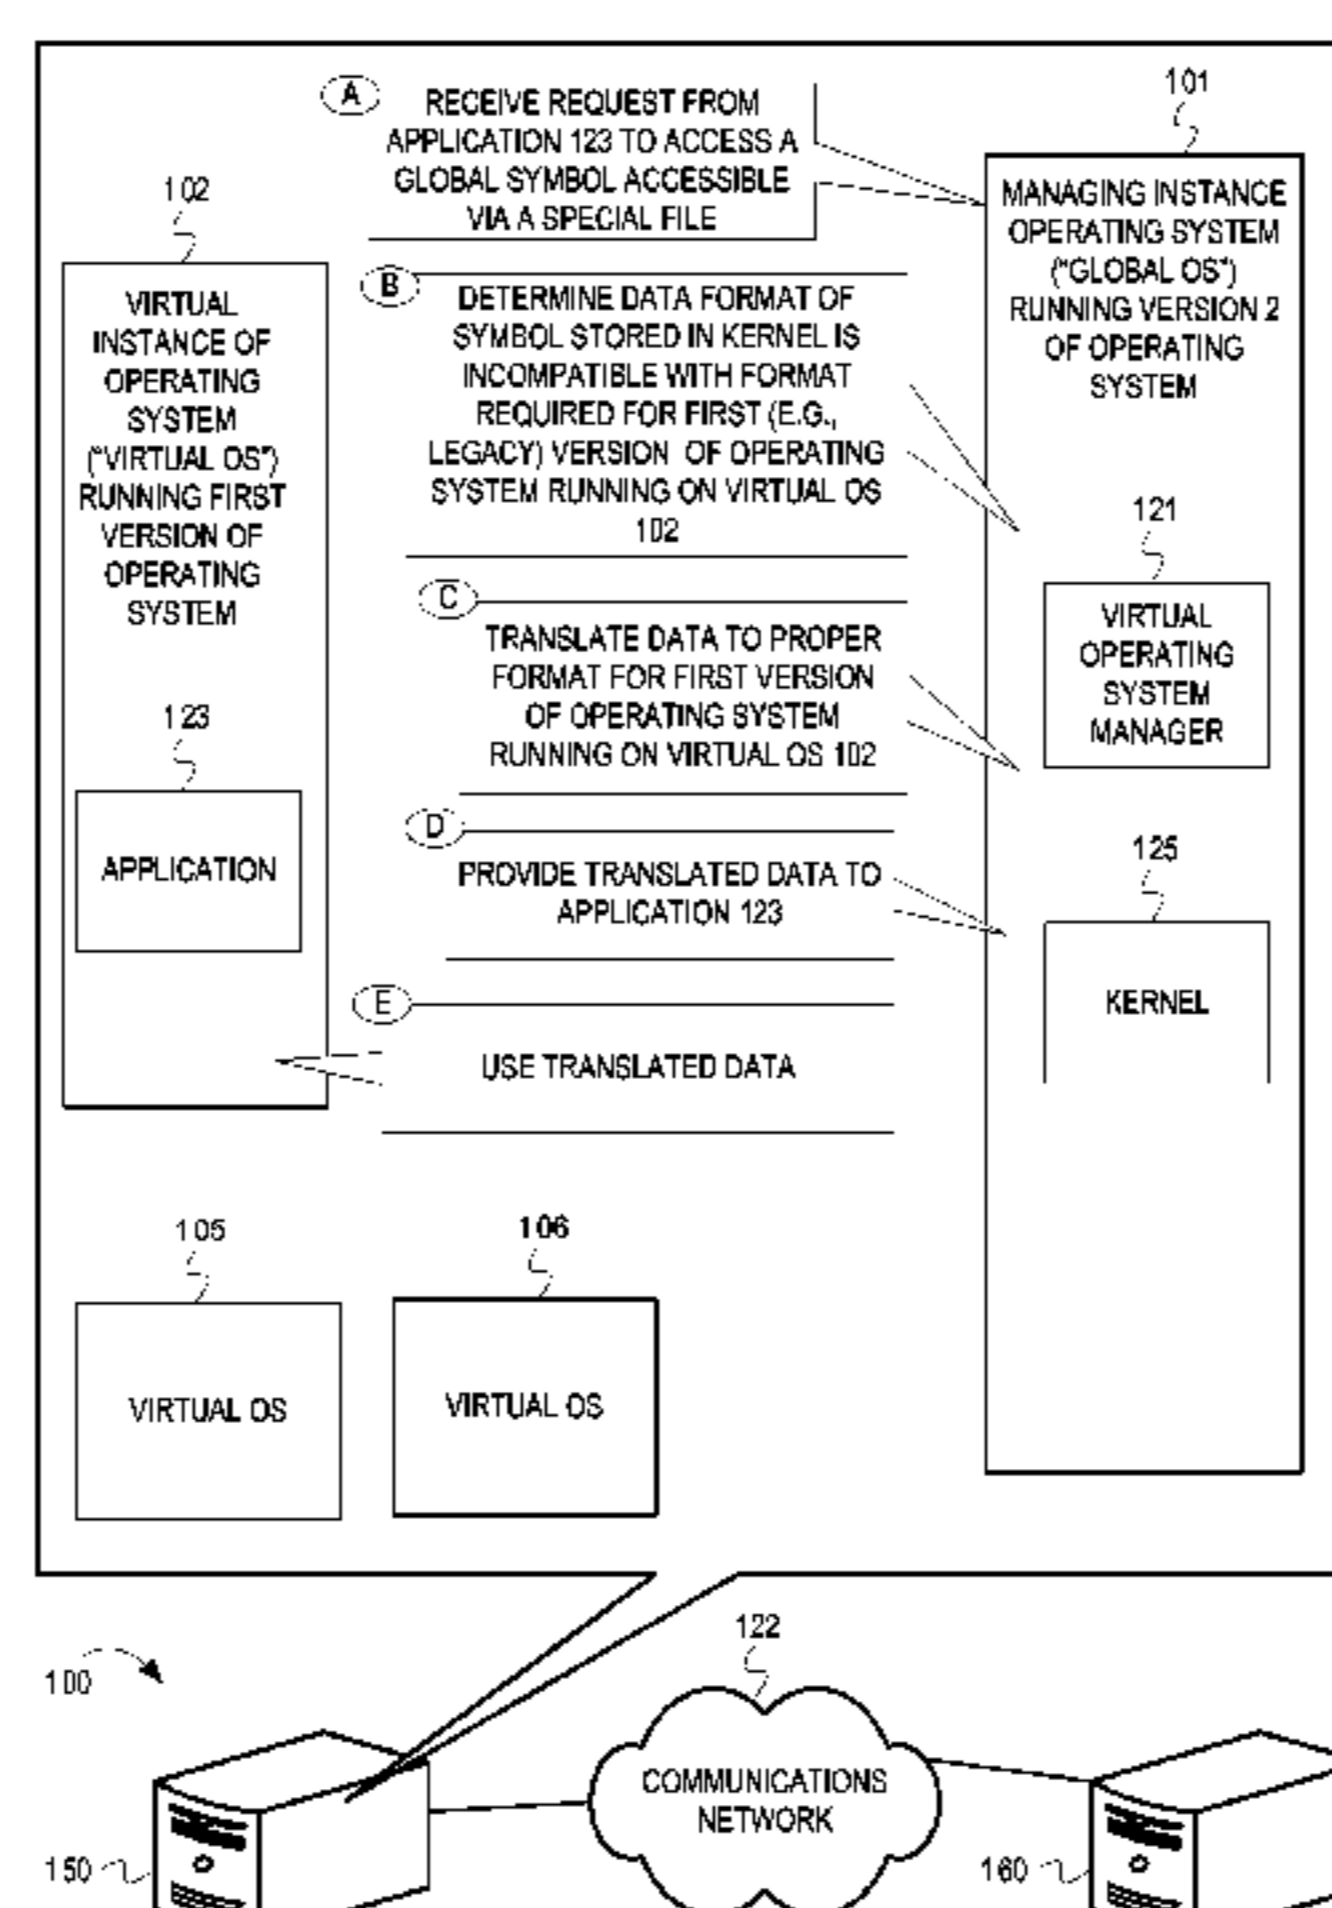 A
RECEIVE REQUEST FROM
APPLICATION 123 TO ACCESS A
GLOBAL SYMBOL ACCESSIBLE
VIA A SPECIAL FILE
101
MANAGING INSTANCE
OPERATING SYSTEM
("GLOBAL OS")
RUNNING VERSION 2
OF OPERATING
SYSTEM
102
VIRTUAL
INSTANCE OF
OPERATING
SYSTEM
("VIRTUAL OS")
RUNNING FIRST
VERSION OF
OPERATING
SYSTEM
B
DETERMINE DATA FORMAT OF
SYMBOL STORED IN KERNEL IS
INCOMPATIBLE WITH FORMAT
REQUIRED FOR FIRST (E.G.,
LEGACY) VERSION OF OPERATING
SYSTEM RUNNING ON VIRTUAL OS
102
121
VIRTUAL
OPERATING
SYSTEM
MANAGER
C
TRANSLATE DATA TO PROPER
FORMAT FOR FIRST VERSION
OF OPERATING SYSTEM
RUNNING ON VIRTUAL OS 102
123
APPLICATION
D
PROVIDE TRANSLATED DATA TO
APPLICATION 123
125
KERNEL
E
USE TRANSLATED DATA
105
VIRTUAL OS
106
VIRTUAL OS
100
122
COMMUNICATIONS
NETWORK
150
160